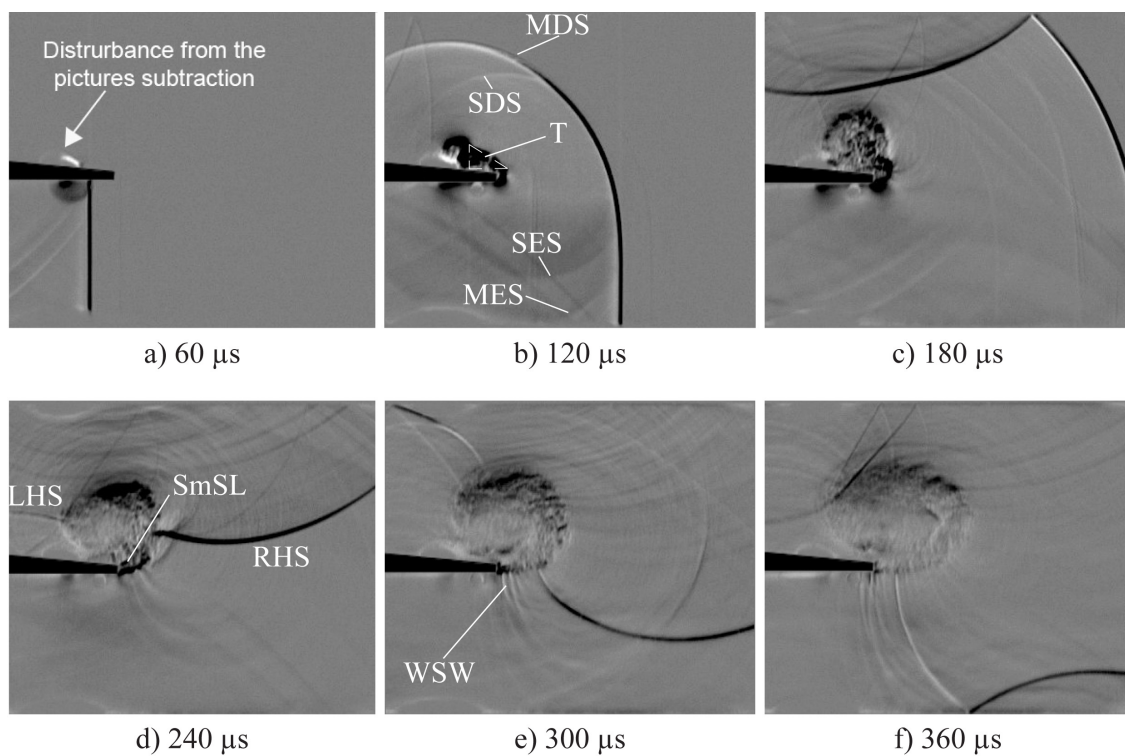 Distrurbance from the
pictures subtraction
MDS
SDS
T
SES
MES
a) 60 µs
b) 120 µs
c) 180 µs
LHS
SmSL
RHS
WSW
d) 240 µs
e) 300 µs
f) 360 µs